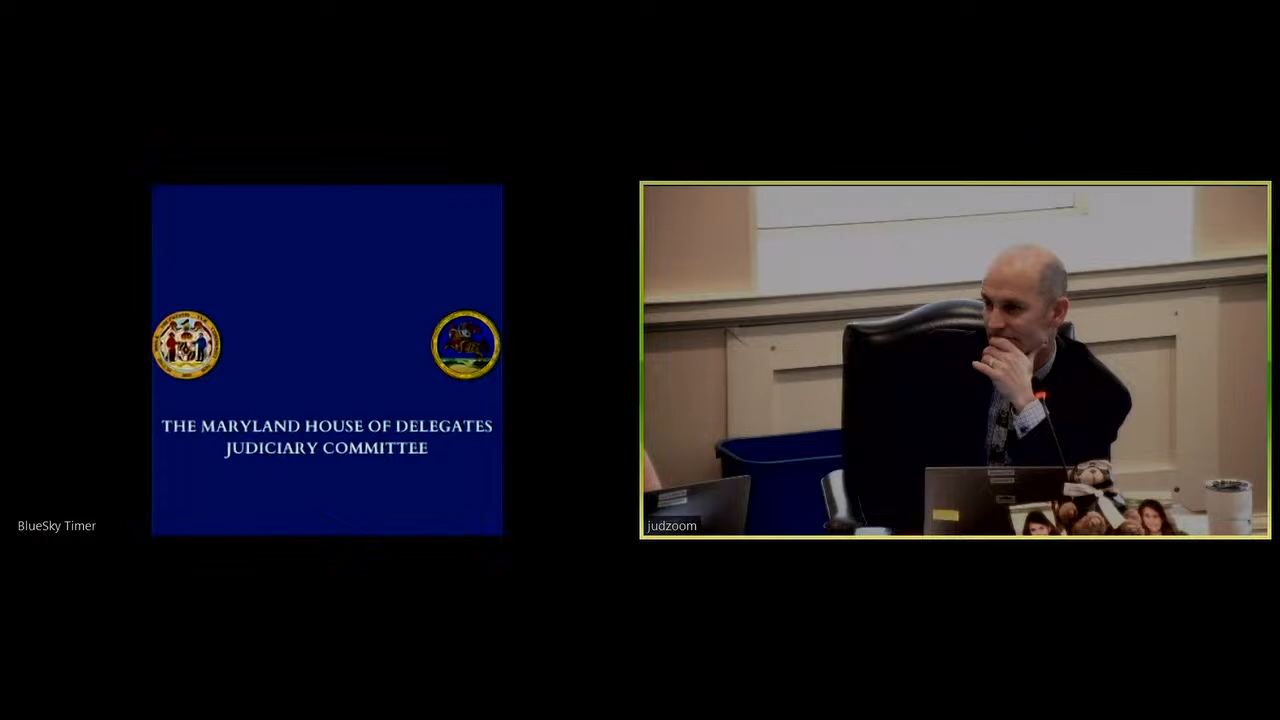 THE MARYLAND HOUSE OF DELEGATES
JUDICIARY COMMITTEE
BlueSky Timer
judzoom